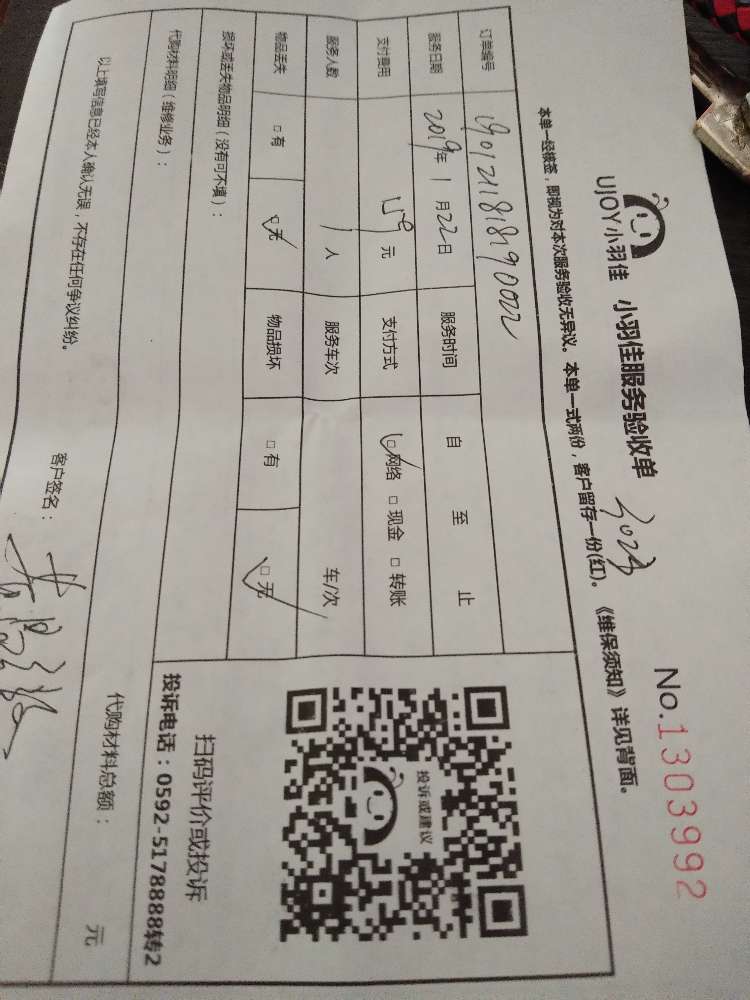 UJOY小羽佳 小羽佳服务验收单
No.1303992
本单一经核签，即视为对本次服务验收无异议。本单一式两份，客户留存一份(红)。《维保须知》详见背面。
订单编号
服务日期 2019年1月22日 服务时间 自 至 止
支付费用 元 支付方式 □网络 □现金 □转账
服务人数 1人 服务车次 车/次
物品丢失 □有 □无 物品损坏 □有 □无
损坏或丢失物品明细（没有可不填）：
代购材料明细（维修业务）：
代购材料总额： 元
以上填写信息已经本人确认无误，不存在任何争议纠纷。
客户签名：
投诉或建议
扫码评价或投诉
投诉电话：0592-5178888转2